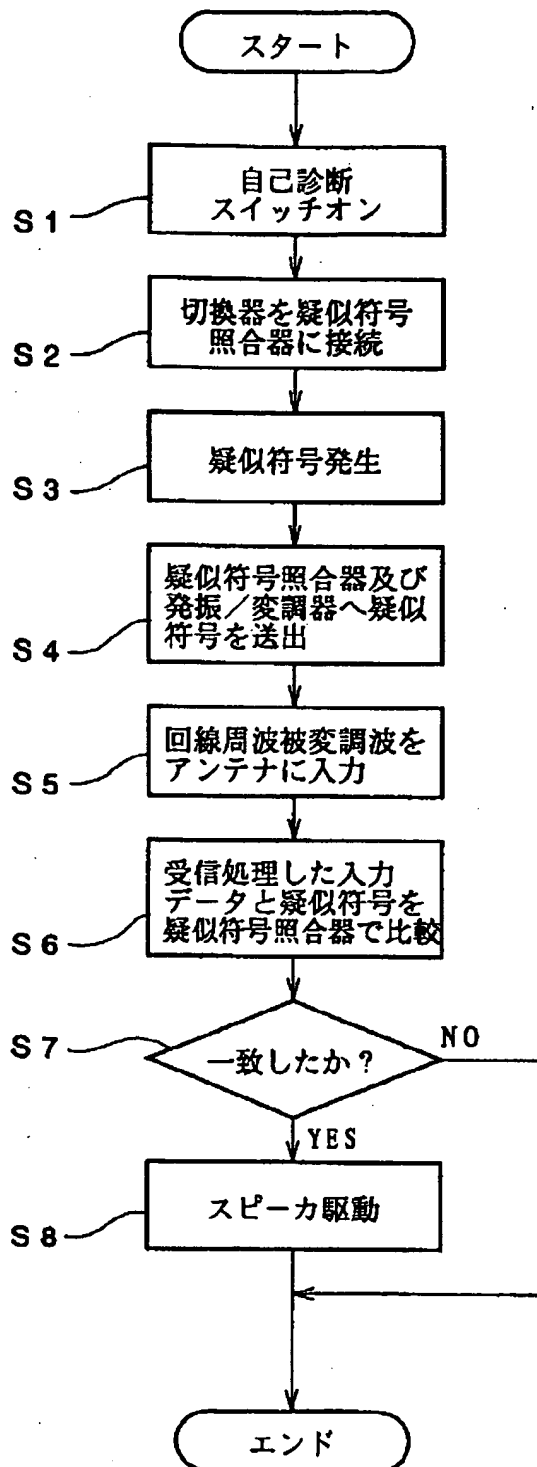 スタート
S1
自己診断
スイッチオン
S2
切換器を疑似符号
照合器に接続
S3
疑似符号発生
S4
疑似符号照合器及び
発振／変調器へ疑似
符号を送出
S5
回線周波被変調波を
アンテナに入力
S6
受信処理した入力
データと疑似符号を
疑似符号照合器で比較
S7
一致したか？
NO
YES
S8
スピーカ駆動
エンド